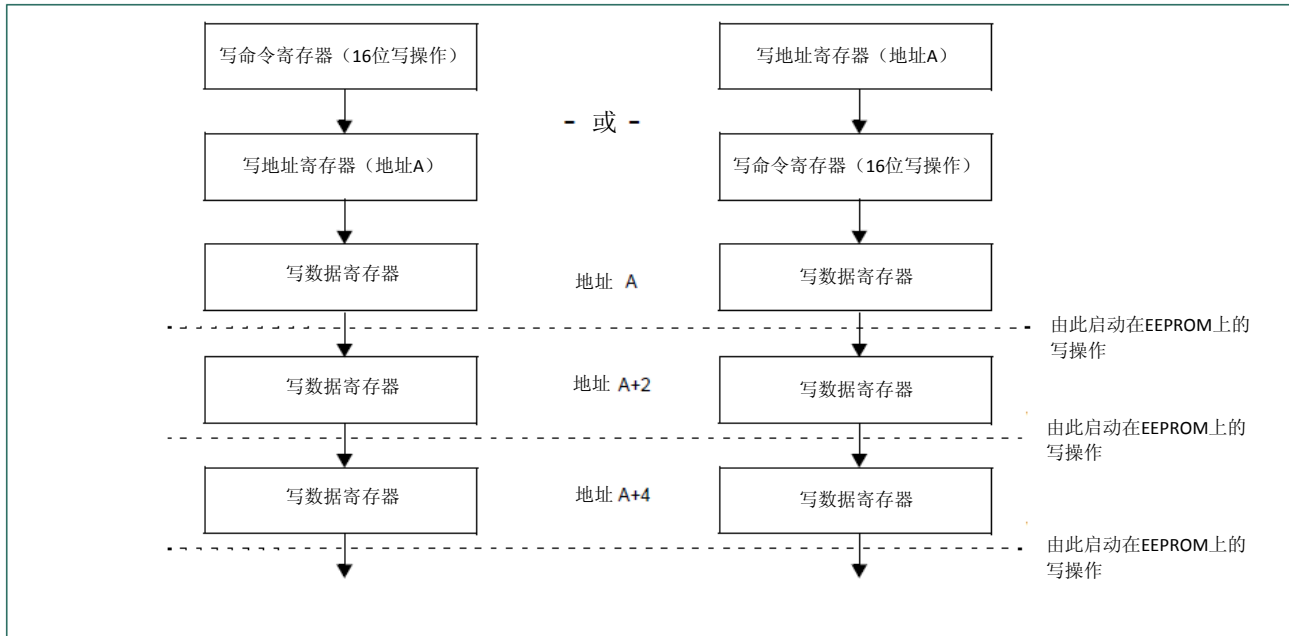 写命令寄存器（16位写操作）
写地址寄存器（地址A）
- 或 -
写地址寄存器（地址A）
写命令寄存器（16位写操作）
写数据寄存器
地址 A
写数据寄存器
由此启动在EEPROM上的
写操作
写数据寄存器
地址 A+2
写数据寄存器
由此启动在EEPROM上的
写操作
写数据寄存器
地址 A+4
写数据寄存器
由此启动在EEPROM上的
写操作